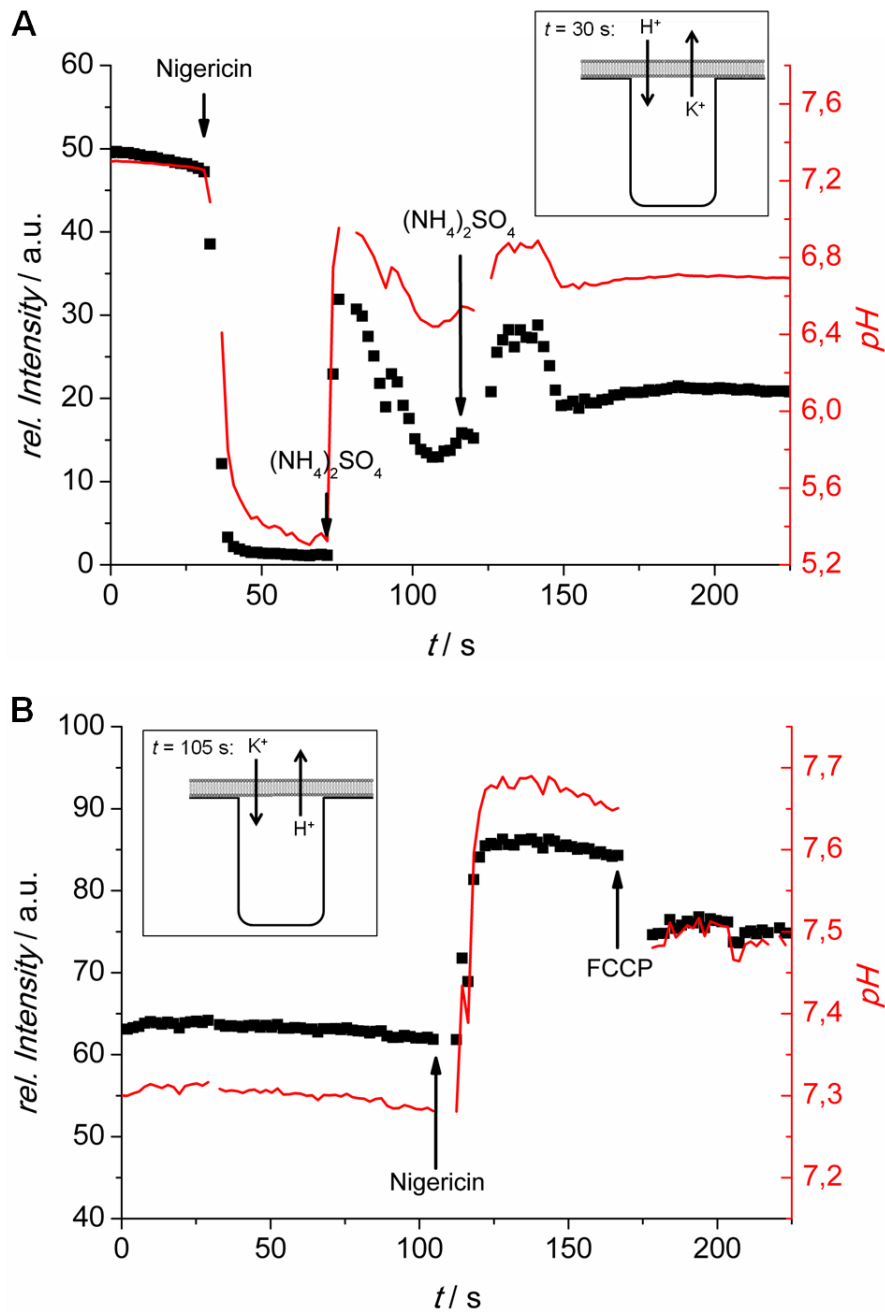 A
t = 30 s:
H+
K+
Nigericin
(NH4)2SO4
(NH4)2SO4
60
50
40
30
20
10
0
rel. Intensity / a.u.
7,6
7,2
6,8
6,4
6,0
5,6
5,2
pH
0
50
100
150
200
t / s
B
t = 105 s:
K+
H+
Nigericin
FCCP
100
90
80
70
60
50
40
rel. Intensity / a.u.
7,7
7,6
7,5
7,4
7,3
7,2
pH
0
50
100
150
200
t / s